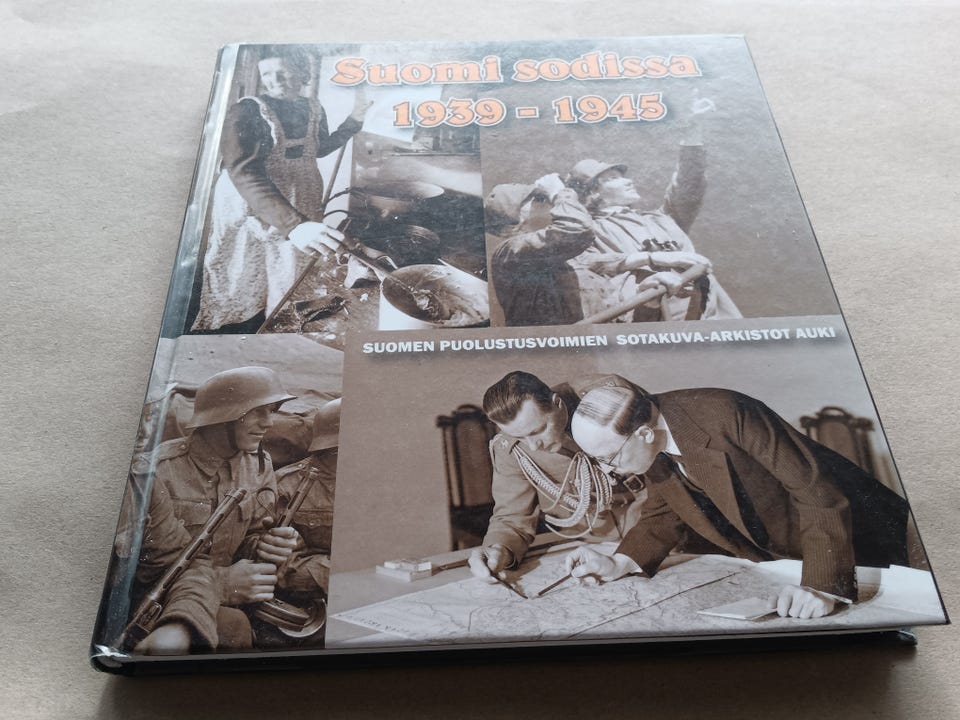 Suomi sodissa
1939 - 1945
SUOMEN PUOLUSTUSVOIMIEN SOTAKUVA-ARKISTOT AUKI